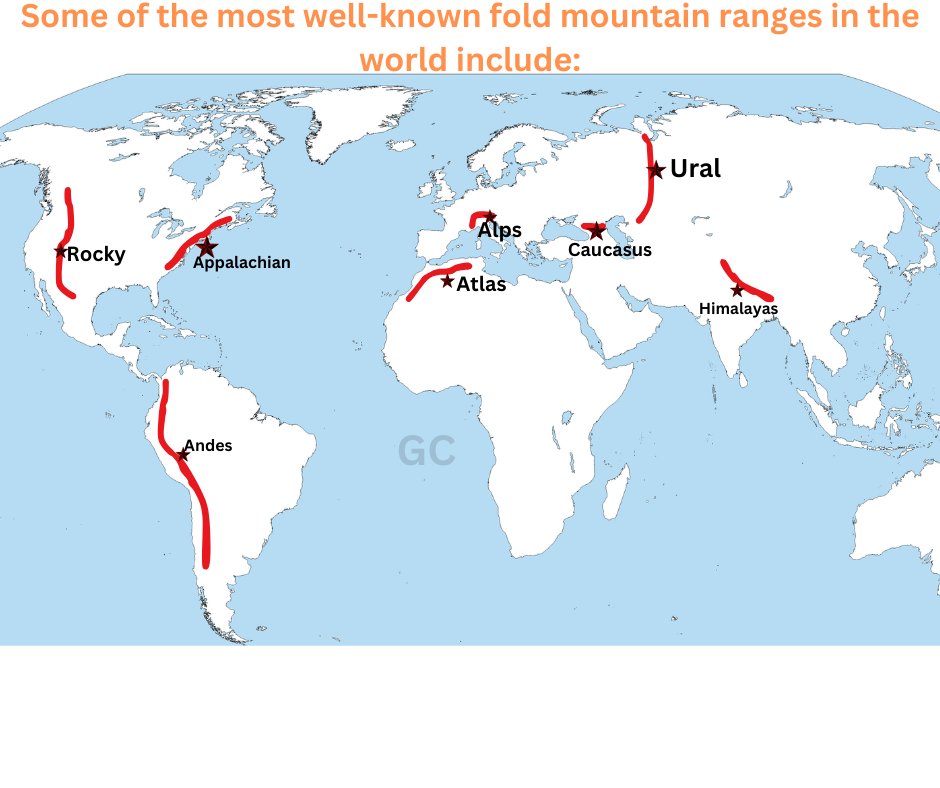 Some of the most well-known fold mountain ranges in the
world include:
Ural
Alps
Caucasus
Rocky
Appalachian
Atlas
Himalayas
Andes
GC